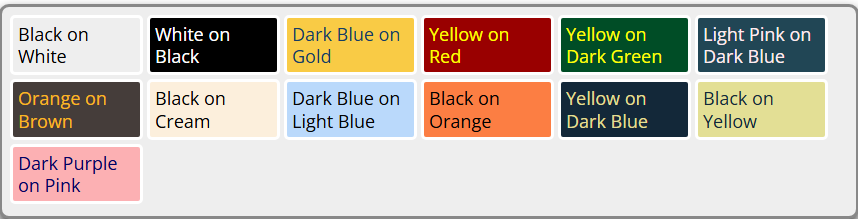 Black on
White
White on
Black
Dark Blue on
Gold
Yellow on
Red
Yellow on
Dark Green
Light Pink on
Dark Blue
Orange on
Brown
Black on
Cream
Dark Blue on
Light Blue
Black on
Orange
Yellow on
Dark Blue
Black on
Yellow
Dark Purple
on Pink